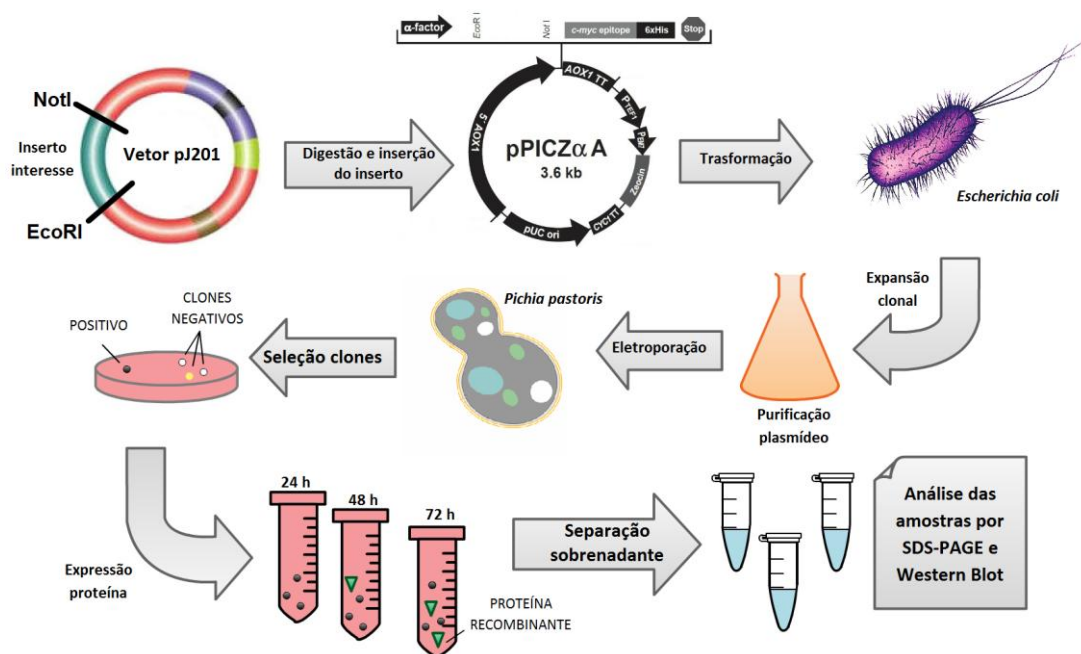 α-factor
EcoR I
Not I
c-myc epitope
6xHis
Stop
NotI
Inserto
interesse
EcoRI
Vetor pJ201
Digestão e inserção
do inserto
5´ AOX1
AOX1 TT
PTEF1
PEM7
Zeocin
CYC1 TT
pUC ori
pPICZα A
3.6 kb
Trasformação
Escherichia coli
Expansão
clonal
Purificação
plasmídeo
Eletroporação
Pichia pastoris
Seleção clones
CLONES
NEGATIVOS
POSITIVO
Expressão
proteína
24 h
48 h
72 h
PROTEÍNA
RECOMBINANTE
Separação
sobrenadante
Análise das
amostras por
SDS-PAGE e
Western Blot